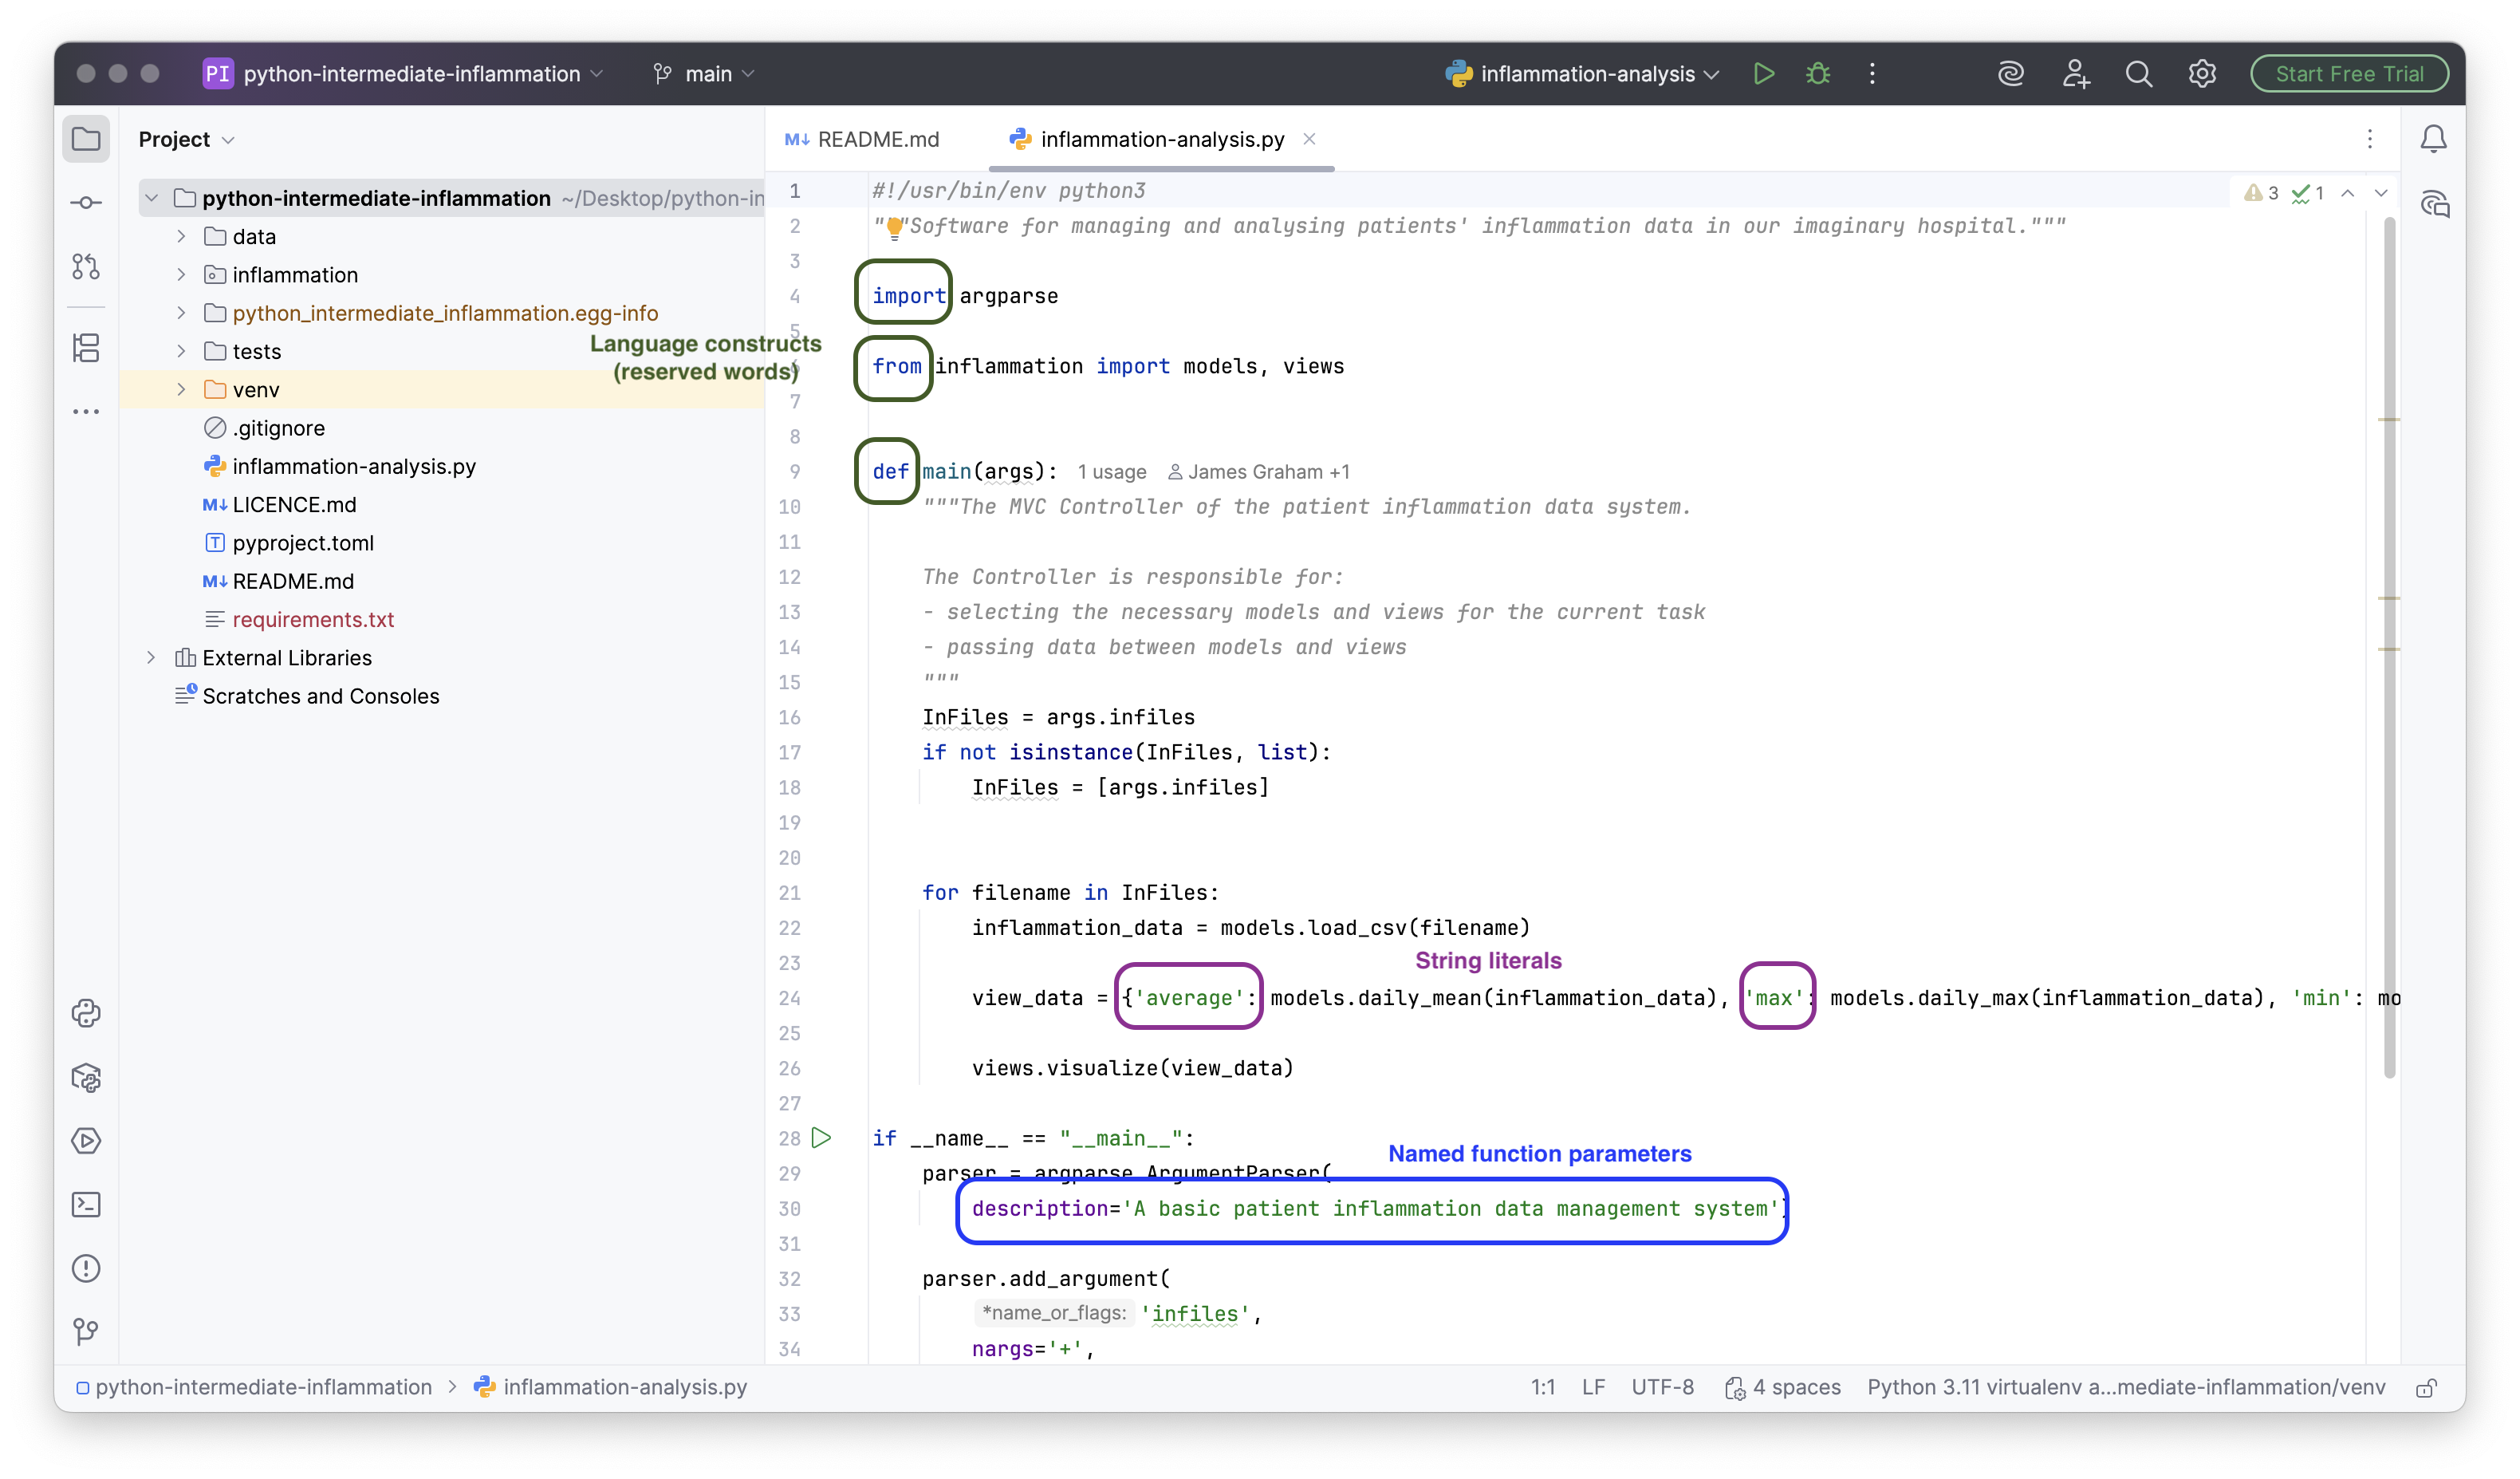 PI python-intermediate-inflammation main inflammation-analysis Start Free Trial
Project
python-intermediate-inflammation ~/Desktop/python-in
data
inflammation
python_intermediate_inflammation.egg-info
tests
venv
.gitignore
inflammation-analysis.py
M↓ LICENCE.md
T pyproject.toml
M↓ README.md
requirements.txt
External Libraries
Scratches and Consoles
Language constructs
(reserved words)
M↓ README.md inflammation-analysis.py
3 1
1 #!/usr/bin/env python3
2 """Software for managing and analysing patients' inflammation data in our imaginary hospital."""
3
4 import argparse
5
6 from inflammation import models, views
7
8
9 def main(args): 1 usage James Graham +1
10 """The MVC Controller of the patient inflammation data system.
11
12 The Controller is responsible for:
13 - selecting the necessary models and views for the current task
14 - passing data between models and views
15 """
16 InFiles = args.infiles
17 if not isinstance(InFiles, list):
18 InFiles = [args.infiles]
19
20
21 for filename in InFiles:
22 inflammation_data = models.load_csv(filename)
23
String literals
24 view_data = {'average': models.daily_mean(inflammation_data), 'max': models.daily_max(inflammation_data), 'min': mo
25
26 views.visualize(view_data)
27
28 if __name__ == "__main__":
Named function parameters
29 parser = argparse.ArgumentParser(
30 description='A basic patient inflammation data management system')
31
32 parser.add_argument(
33 *name_or_flags: 'infiles',
34 nargs='+',
python-intermediate-inflammation > inflammation-analysis.py 1:1 LF UTF-8 4 spaces Python 3.11 virtualenv a...mediate-inflammation/venv